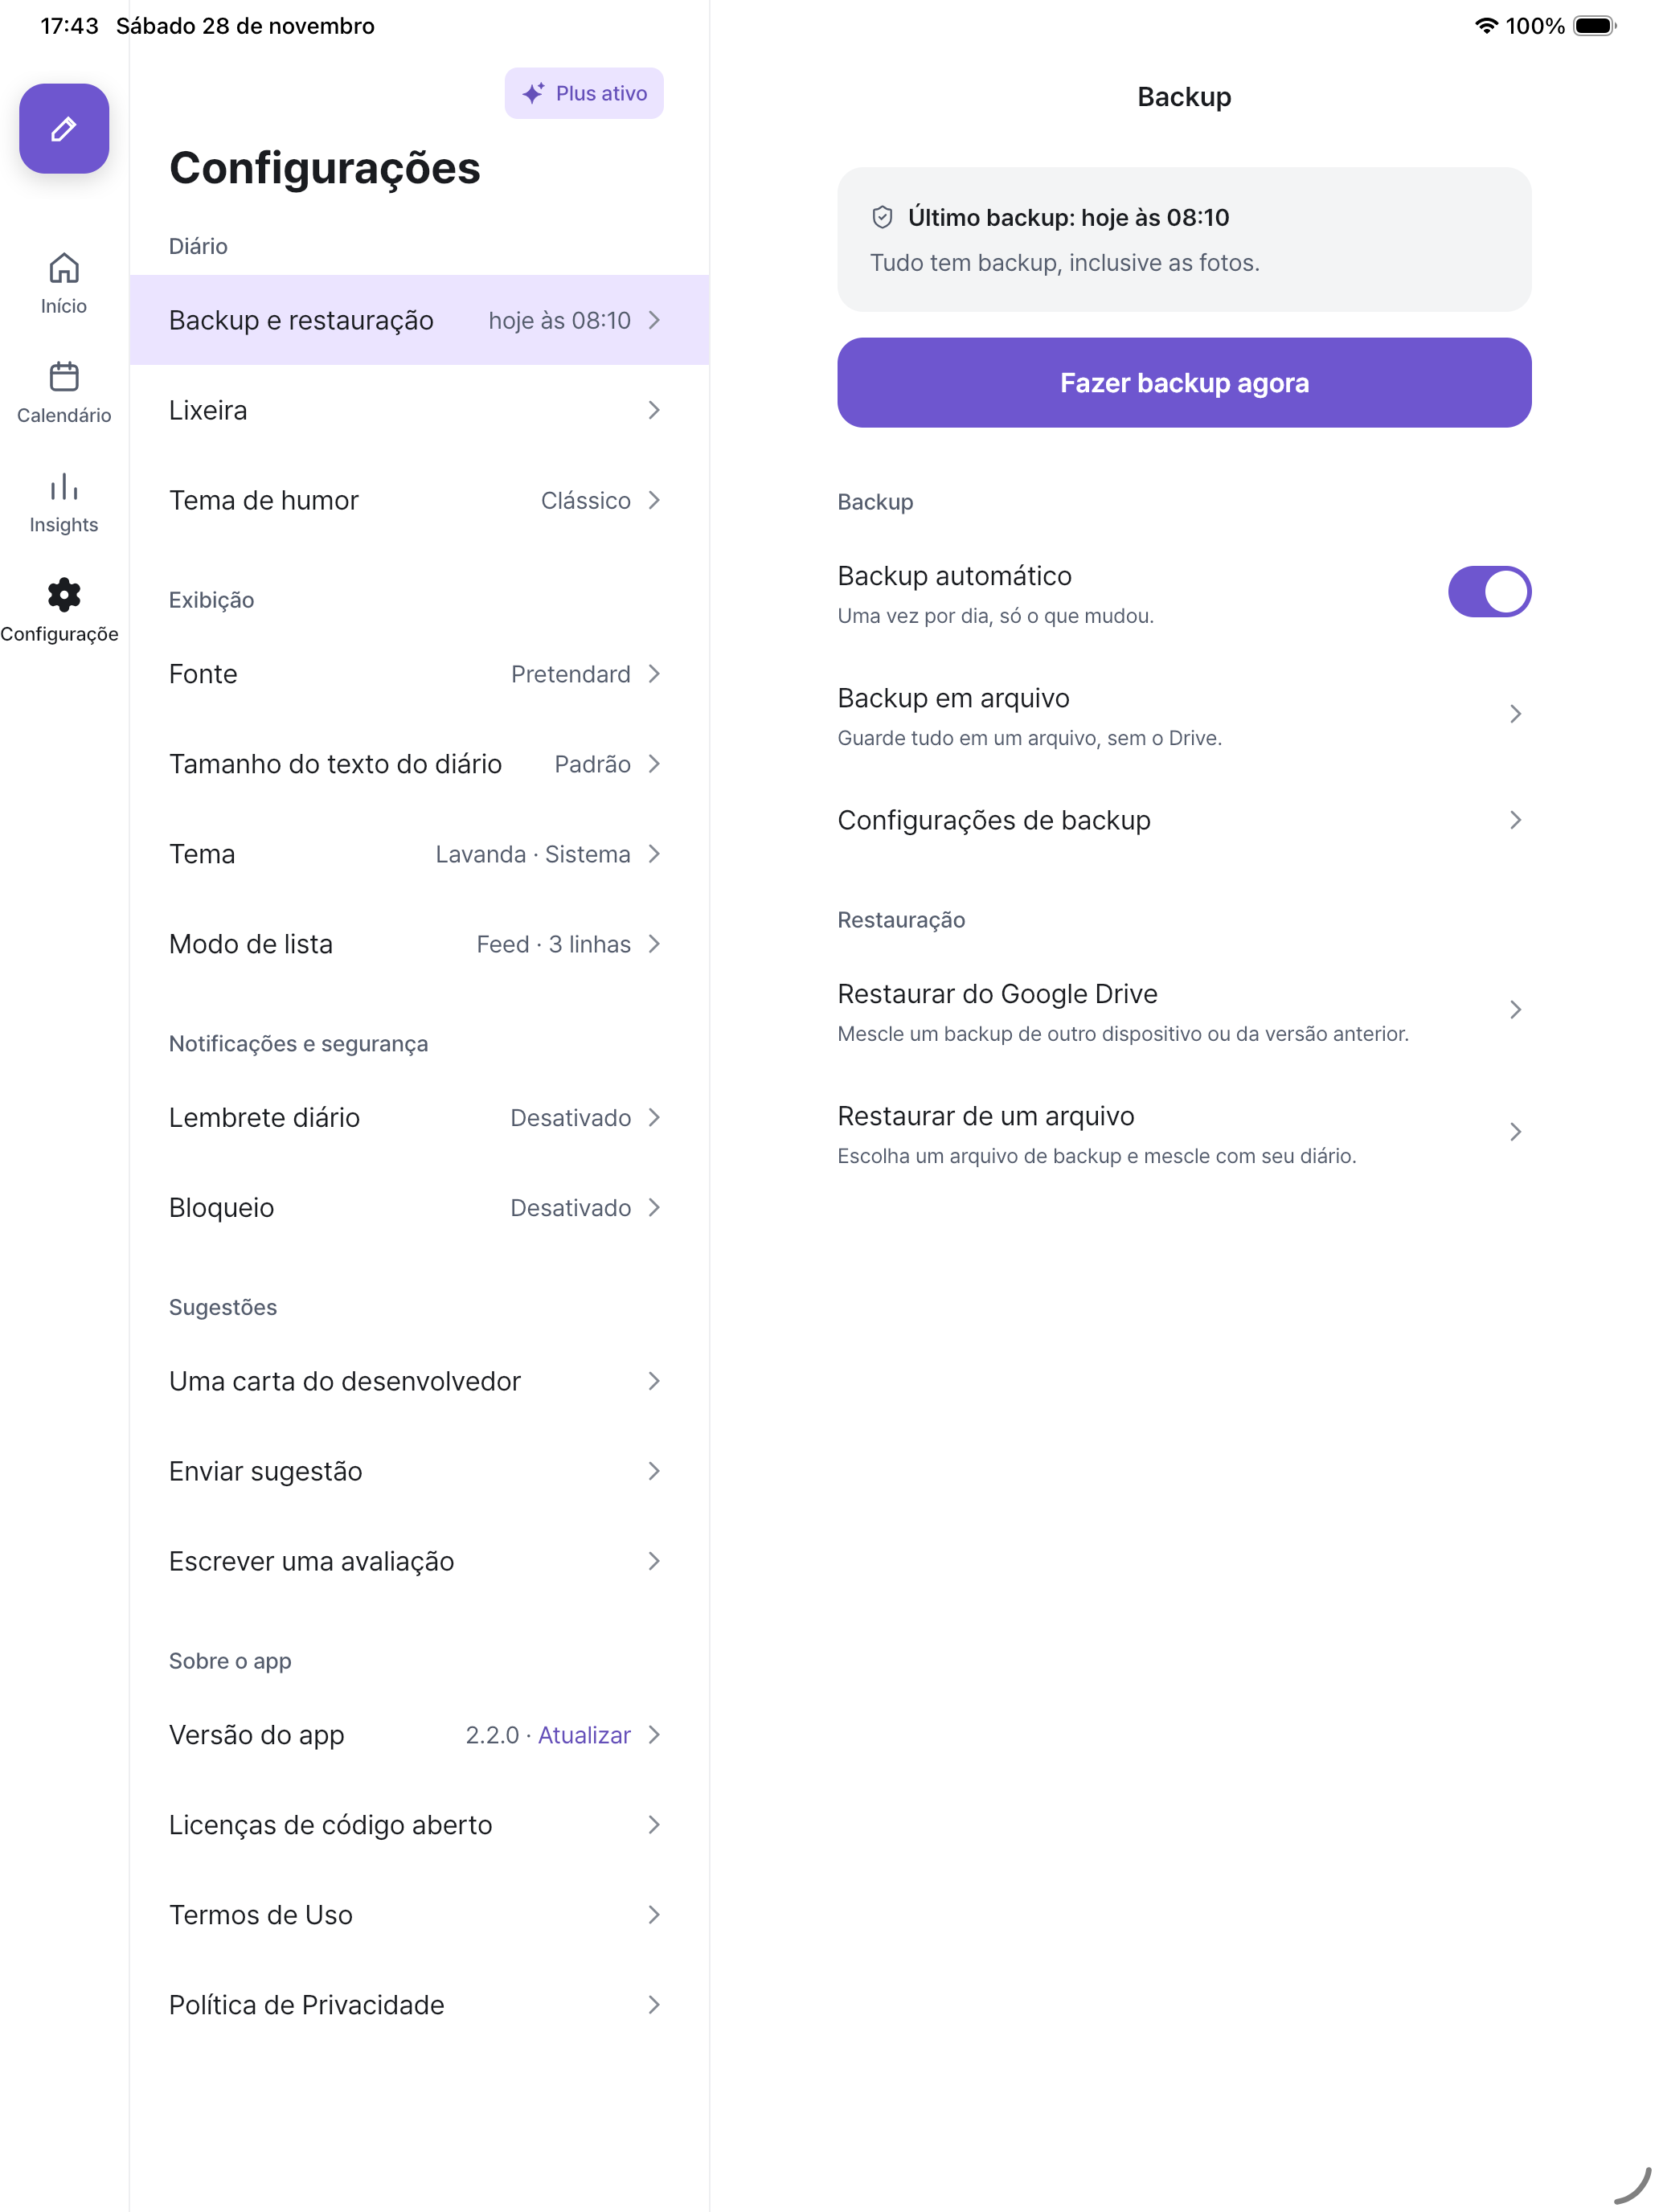 17:43 Sábado 28 de novembro
100%
Início
Calendário
Insights
Configuraçõe
Plus ativo
Configurações
Diário
Backup e restauração hoje às 08:10
Lixeira
Tema de humor Clássico
Exibição
Fonte Pretendard
Tamanho do texto do diário Padrão
Tema Lavanda · Sistema
Modo de lista Feed · 3 linhas
Notificações e segurança
Lembrete diário Desativado
Bloqueio Desativado
Sugestões
Uma carta do desenvolvedor
Enviar sugestão
Escrever uma avaliação
Sobre o app
Versão do app 2.2.0 · Atualizar
Licenças de código aberto
Termos de Uso
Política de Privacidade
Backup
Último backup: hoje às 08:10
Tudo tem backup, inclusive as fotos.
Fazer backup agora
Backup
Backup automático
Uma vez por dia, só o que mudou.
Backup em arquivo
Guarde tudo em um arquivo, sem o Drive.
Configurações de backup
Restauração
Restaurar do Google Drive
Mescle um backup de outro dispositivo ou da versão anterior.
Restaurar de um arquivo
Escolha um arquivo de backup e mescle com seu diário.